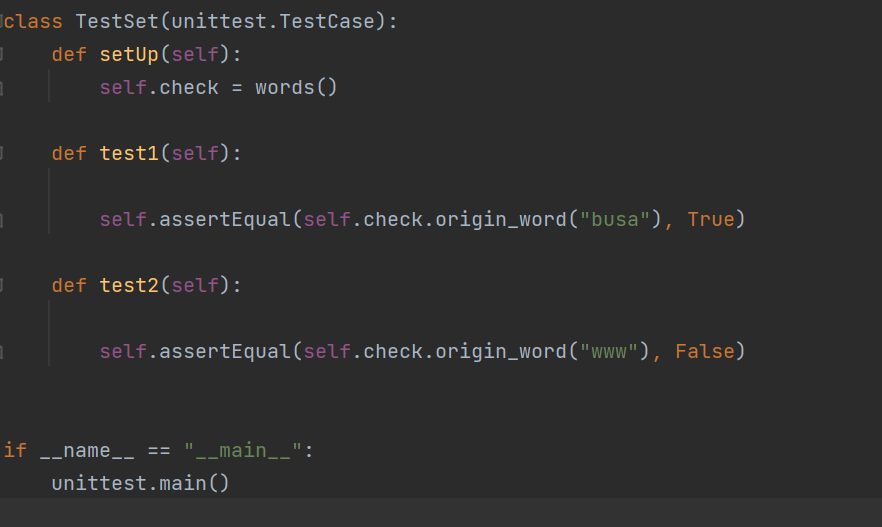 class TestSet(unittest.TestCase):
    def setUp(self):
        self.check = words()
    def test1(self):
        self.assertEqual(self.check.origin_word("busa"), True)
    def test2(self):
        self.assertEqual(self.check.origin_word("www"), False)
if __name__ == "__main__":
    unittest.main()